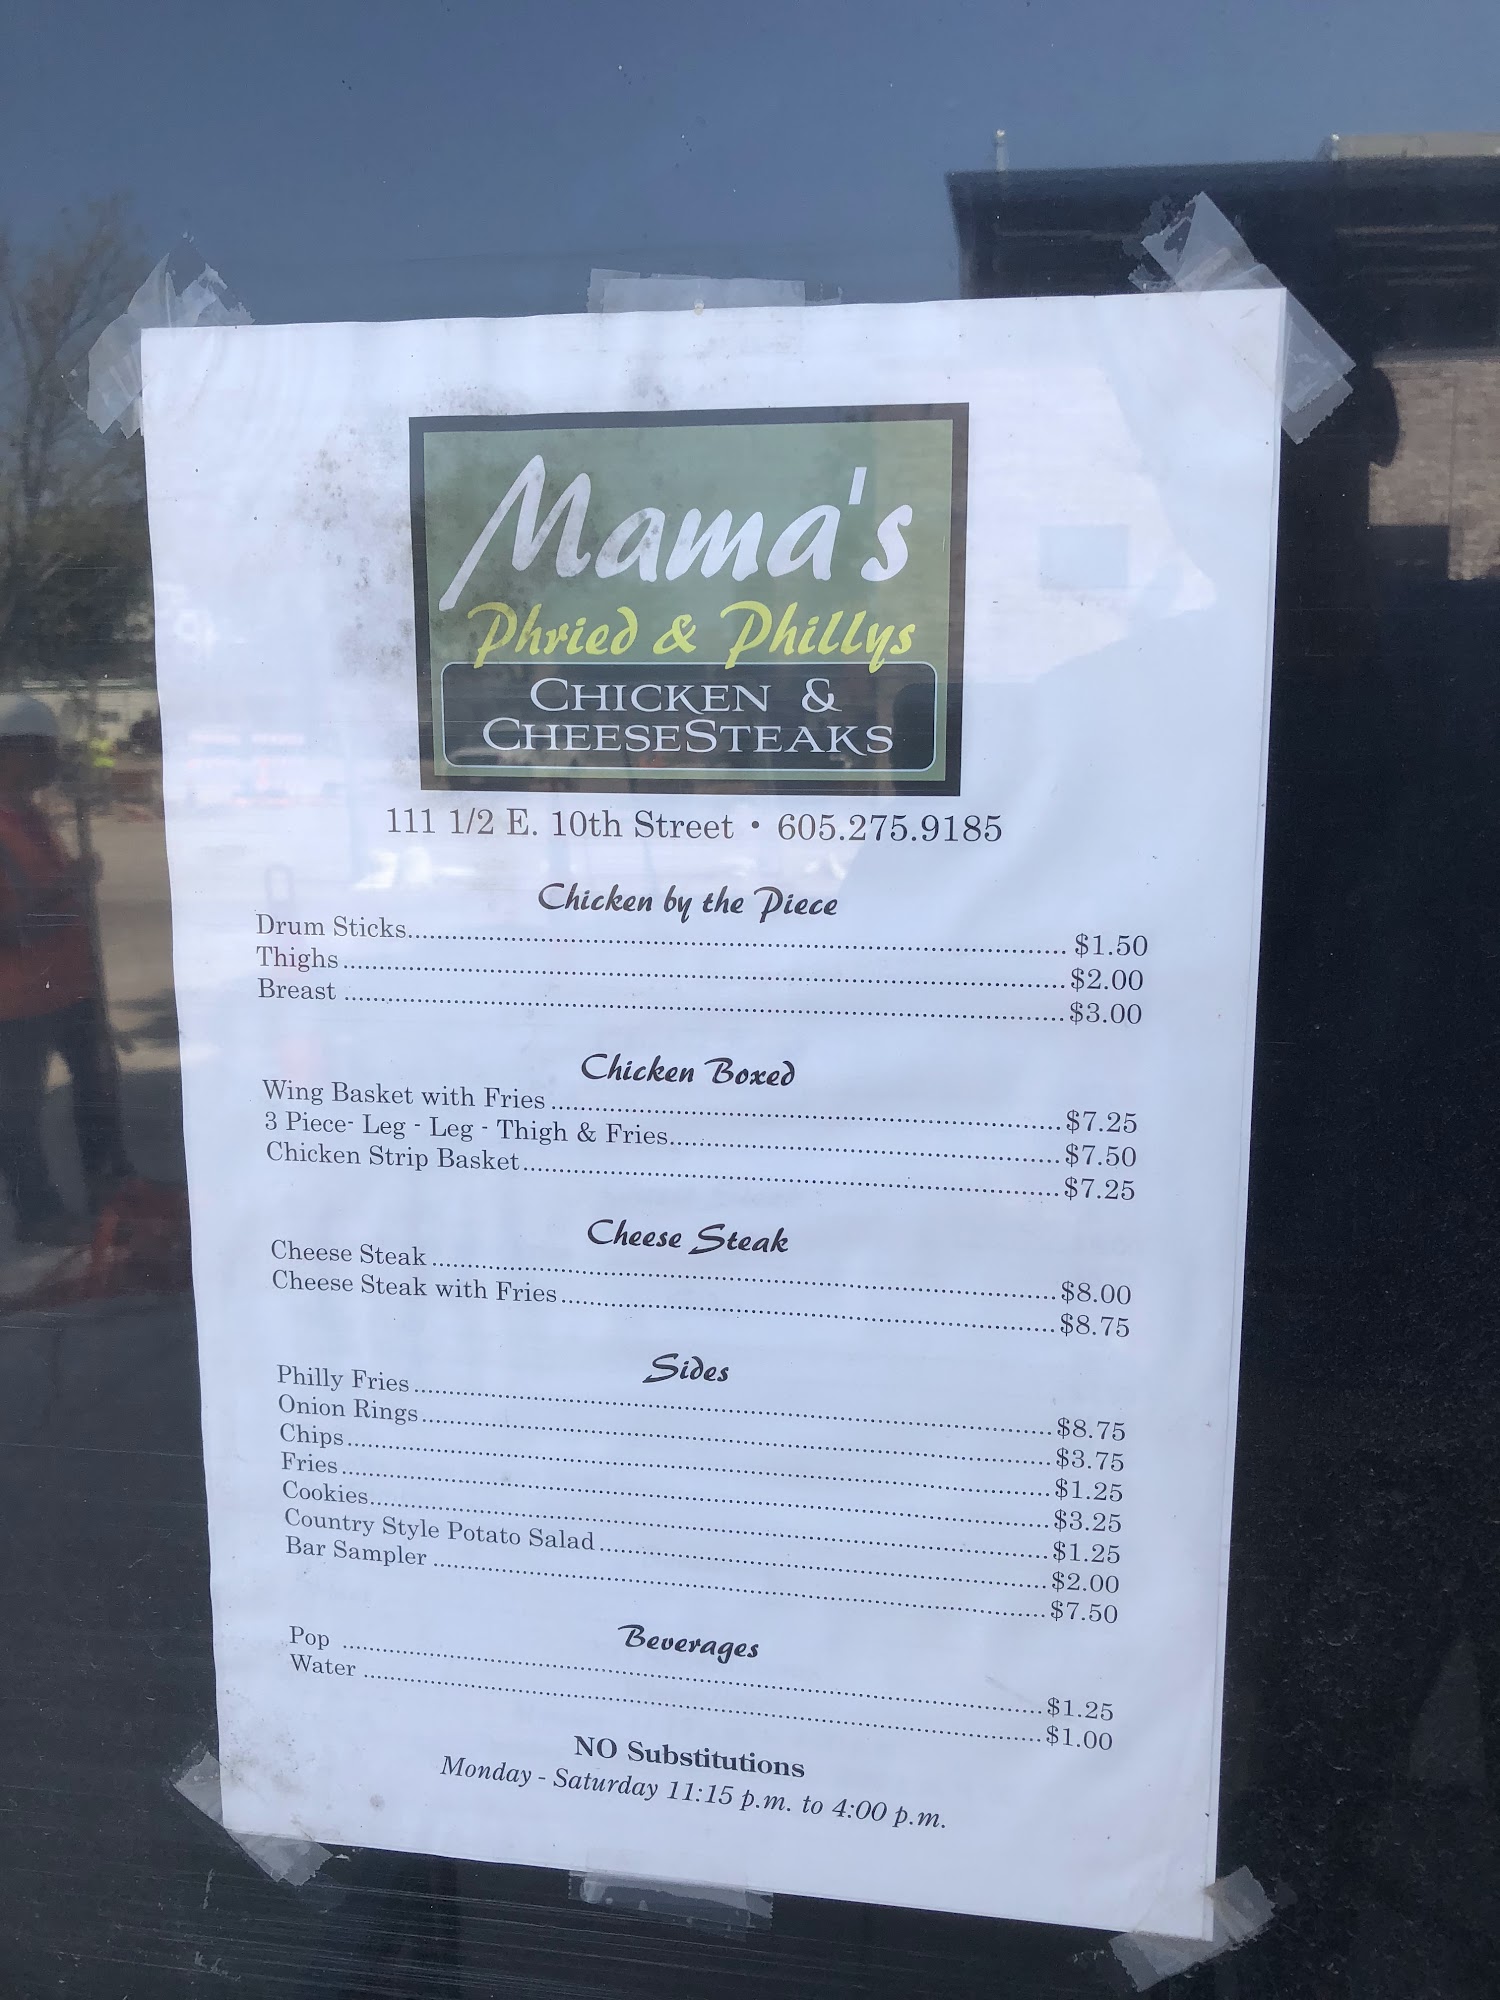 Mama's
Phried & Phillys
CHICKEN &
CHEESESTEAKS
111 1/2 E. 10th Street • 605.275.9185
Chicken by the Piece
Drum Sticks........ $1.50
Thighs........$2.00
Breast ........$3.00
Chicken Boxed
Wing Basket with Fries ........$7.25
3 Piece- Leg - Leg - Thigh & Fries........$7.50
Chicken Strip Basket........$7.25
Cheese Steak
Cheese Steak ........$8.00
Cheese Steak with Fries........$8.75
Sides
Philly Fries ........$8.75
Onion Rings........$3.75
Chips........$1.25
Fries........$3.25
Cookies........$1.25
Country Style Potato Salad........$2.00
Bar Sampler ........$7.50
Beverages
Pop ........$1.25
Water ........$1.00
NO Substitutions
Monday - Saturday 11:15 p.m. to 4:00 p.m.